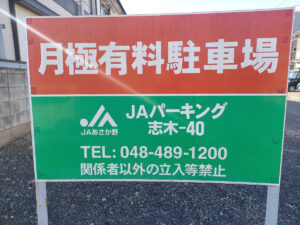 月極有料駐車場
JAパーキング
志木-40
JAあさか野
TEL: 048-489-1200
関係者以外の立入等禁止